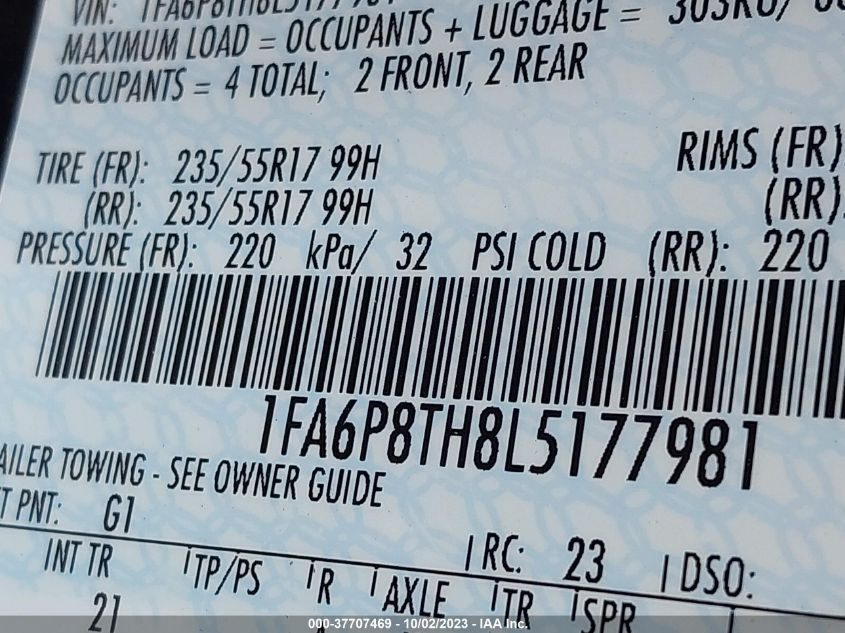 VIN: 1FA6P8TH8L5177981
MAXIMUM LOAD = OCCUPANTS + LUGGAGE = 303KG/
OCCUPANTS = 4 TOTAL; 2 FRONT, 2 REAR
TIRE (FR): 235/55R17 99H RIMS (FR)
(RR): 235/55R17 99H (RR)
PRESSURE (FR): 220 kPa/ 32 PSI COLD (RR): 220
1FA6P8TH8L5177981
AILER TOWING - SEE OWNER GUIDE
T PNT: G1
RC: 23 DSO:
INT TR TP/PS R AXLE TR SPR
21
000-37707469 - 10/02/2023 - IAA Inc.